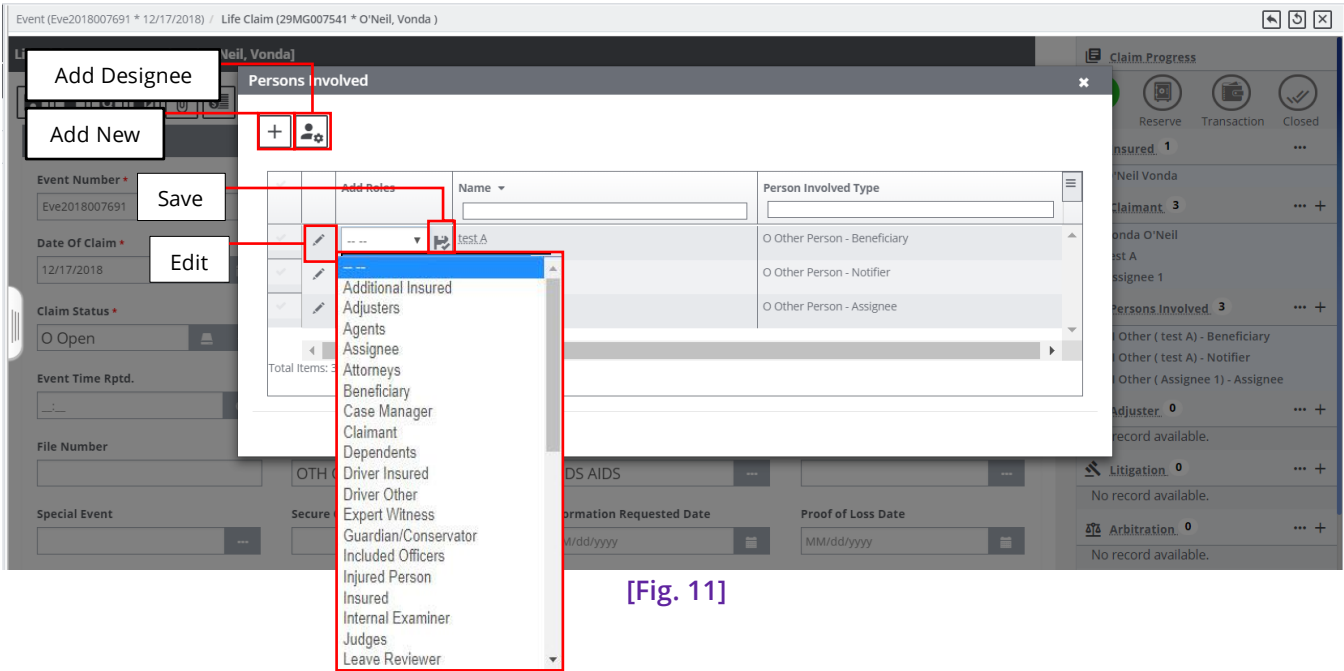 Event (Eve2018007691 * 12/17/2018) / Life Claim (29MG007541 * O'Neil, Vonda )
Li
Neil, Vonda]
Add Designee
Add New
Save
Edit
Persons Involved
Event Number •
Eve2018007691
Date Of Claim •
12/17/2018
Claim Status •
O Open
Event Time Rptd.
__:__
File Number
Special Event
Add Roles
Name
Person Involved Type
-- --
test A
O Other Person - Beneficiary
O Other Person - Notifier
O Other Person - Assignee
Total Items: 3
-- --
Additional Insured
Adjusters
Agents
Assignee
Attorneys
Beneficiary
Case Manager
Claimant
Dependents
Driver Insured
Driver Other
Expert Witness
Guardian/Conservator
Included Officers
Injured Person
Insured
Internal Examiner
Judges
Leave Reviewer
OTH
DS AIDS
Secure
ormation Requested Date
M/dd/yyyy
Proof of Loss Date
MM/dd/yyyy
Claim Progress
Reserve
Transaction
Closed
nsured 1
'Neil Vonda
Claimant 3
onda O'Neil
est A
ssignee 1
Persons Involved 3
Other ( test A) - Beneficiary
Other ( test A) - Notifier
Other ( Assignee 1) - Assignee
Adjuster 0
record available.
Litigation 0
No record available.
Arbitration 0
No record available.
[Fig. 11]